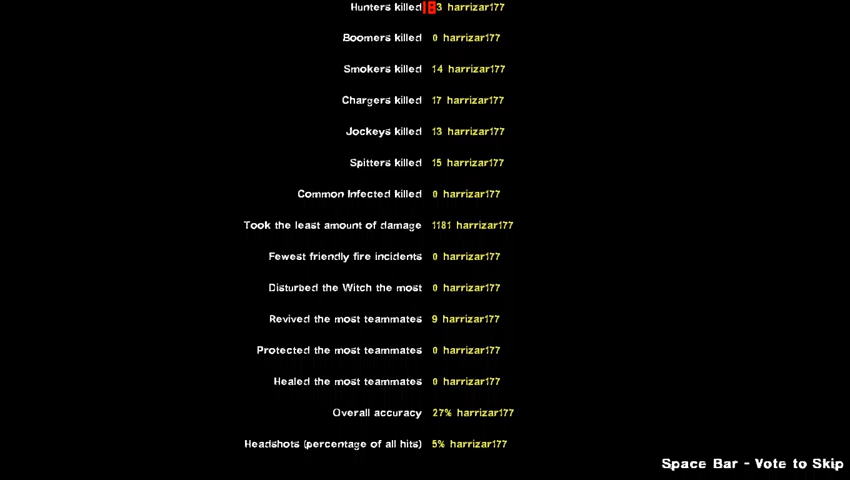 Hunters killed 3 harrizar177
Boomers killed 0 harrizar177
Smokers killed 14 harrizar177
Chargers killed 17 harrizar177
Jockeys killed 13 harrizar177
Spitters killed 15 harrizar177
Common Infected killed 0 harrizar177
Took the least amount of damage 1181 harrizar177
Fewest friendly fire incidents 0 harrizar177
Disturbed the Witch the most 0 harrizar177
Revived the most teammates 9 harrizar177
Protected the most teammates 0 harrizar177
Healed the most teammates 0 harrizar177
Overall accuracy 27% harrizar177
Headshots (percentage of all hits) 5% harrizar177
Space Bar - Vote to Skip